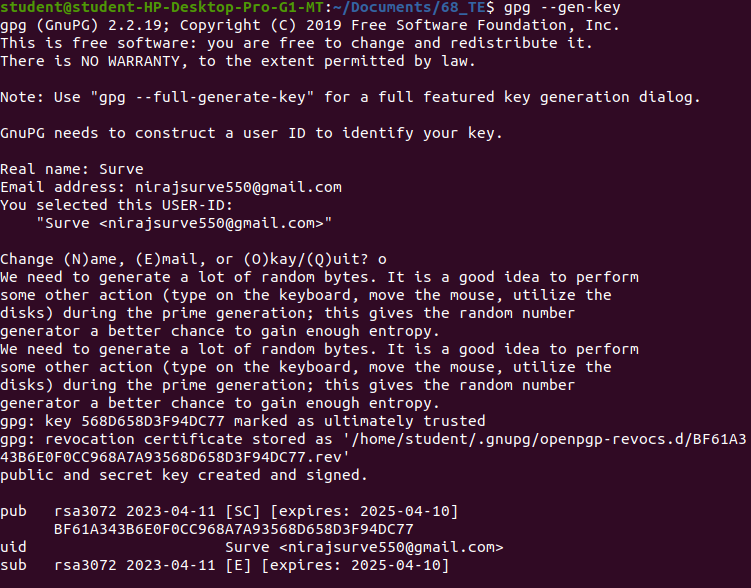 student@student-HP-Desktop-Pro-G1-MT:~/Documents/68_TE$ gpg --gen-key
gpg (GnuPG) 2.2.19; Copyright (C) 2019 Free Software Foundation, Inc.
This is free software: you are free to change and redistribute it.
There is NO WARRANTY, to the extent permitted by law.

Note: Use "gpg --full-generate-key" for a full featured key generation dialog.

GnuPG needs to construct a user ID to identify your key.

Real name: Surve
Email address: nirajsurve550@gmail.com
You selected this USER-ID:
    "Surve <nirajsurve550@gmail.com>"

Change (N)ame, (E)mail, or (O)kay/(Q)uit? o
We need to generate a lot of random bytes. It is a good idea to perform
some other action (type on the keyboard, move the mouse, utilize the
disks) during the prime generation; this gives the random number
generator a better chance to gain enough entropy.
We need to generate a lot of random bytes. It is a good idea to perform
some other action (type on the keyboard, move the mouse, utilize the
disks) during the prime generation; this gives the random number
generator a better chance to gain enough entropy.
gpg: key 568D658D3F94DC77 marked as ultimately trusted
gpg: revocation certificate stored as '/home/student/.gnupg/openpgp-revocs.d/BF61A3
43B6E0F0CC968A7A93568D658D3F94DC77.rev'
public and secret key created and signed.

pub   rsa3072 2023-04-11 [SC] [expires: 2025-04-10]
      BF61A343B6E0F0CC968A7A93568D658D3F94DC77
uid                      Surve <nirajsurve550@gmail.com>
sub   rsa3072 2023-04-11 [E] [expires: 2025-04-10]